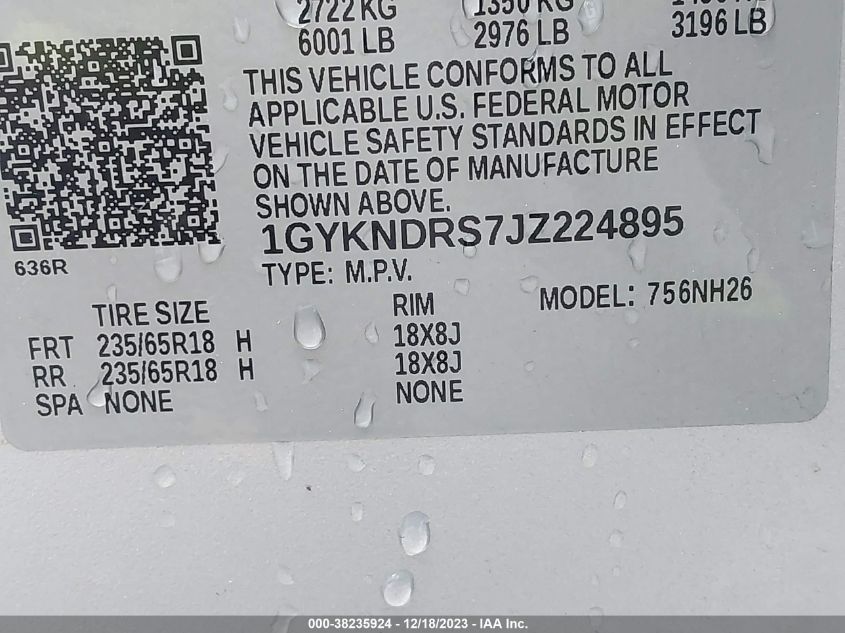 2722 KG 1350 KG
6001 LB 2976 LB 3196 LB
THIS VEHICLE CONFORMS TO ALL
APPLICABLE U.S. FEDERAL MOTOR
VEHICLE SAFETY STANDARDS IN EFFECT
ON THE DATE OF MANUFACTURE
SHOWN ABOVE.
1GYKNDRS7JZ224895
636R
TYPE: M.P.V.
MODEL: 756NH26
TIRE SIZE RIM
FRT 235/65R18 H 18X8J
RR 235/65R18 H 18X8J
SPA NONE NONE
000-38235924 - 12/18/2023 - IAA Inc.